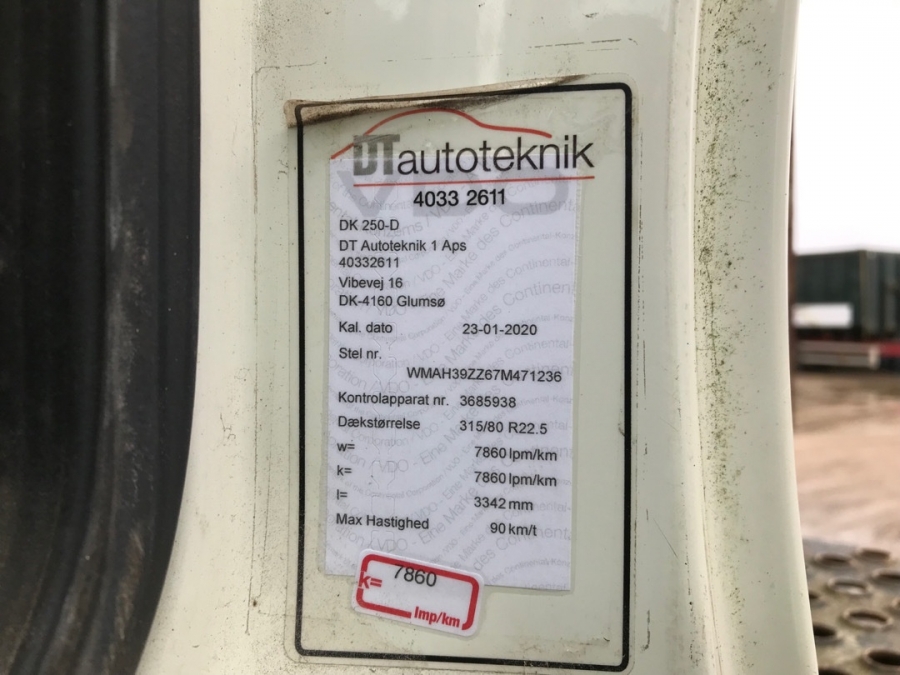 DTautoteknik
4033 2611
DK 250-D
DT Autoteknik 1 Aps
40332611
Vibevej 16
DK-4160 Glumsø
Kal. dato 23-01-2020
Stel nr.
WMAH39ZZ67M471236
Kontrolapparat nr. 3685938
Dækstørrelse 315/80 R22.5
w= 7860 lpm/km
k= 7860 lpm/km
l= 3342 mm
Max Hastighed 90 km/t
7860
k=
Imp/km